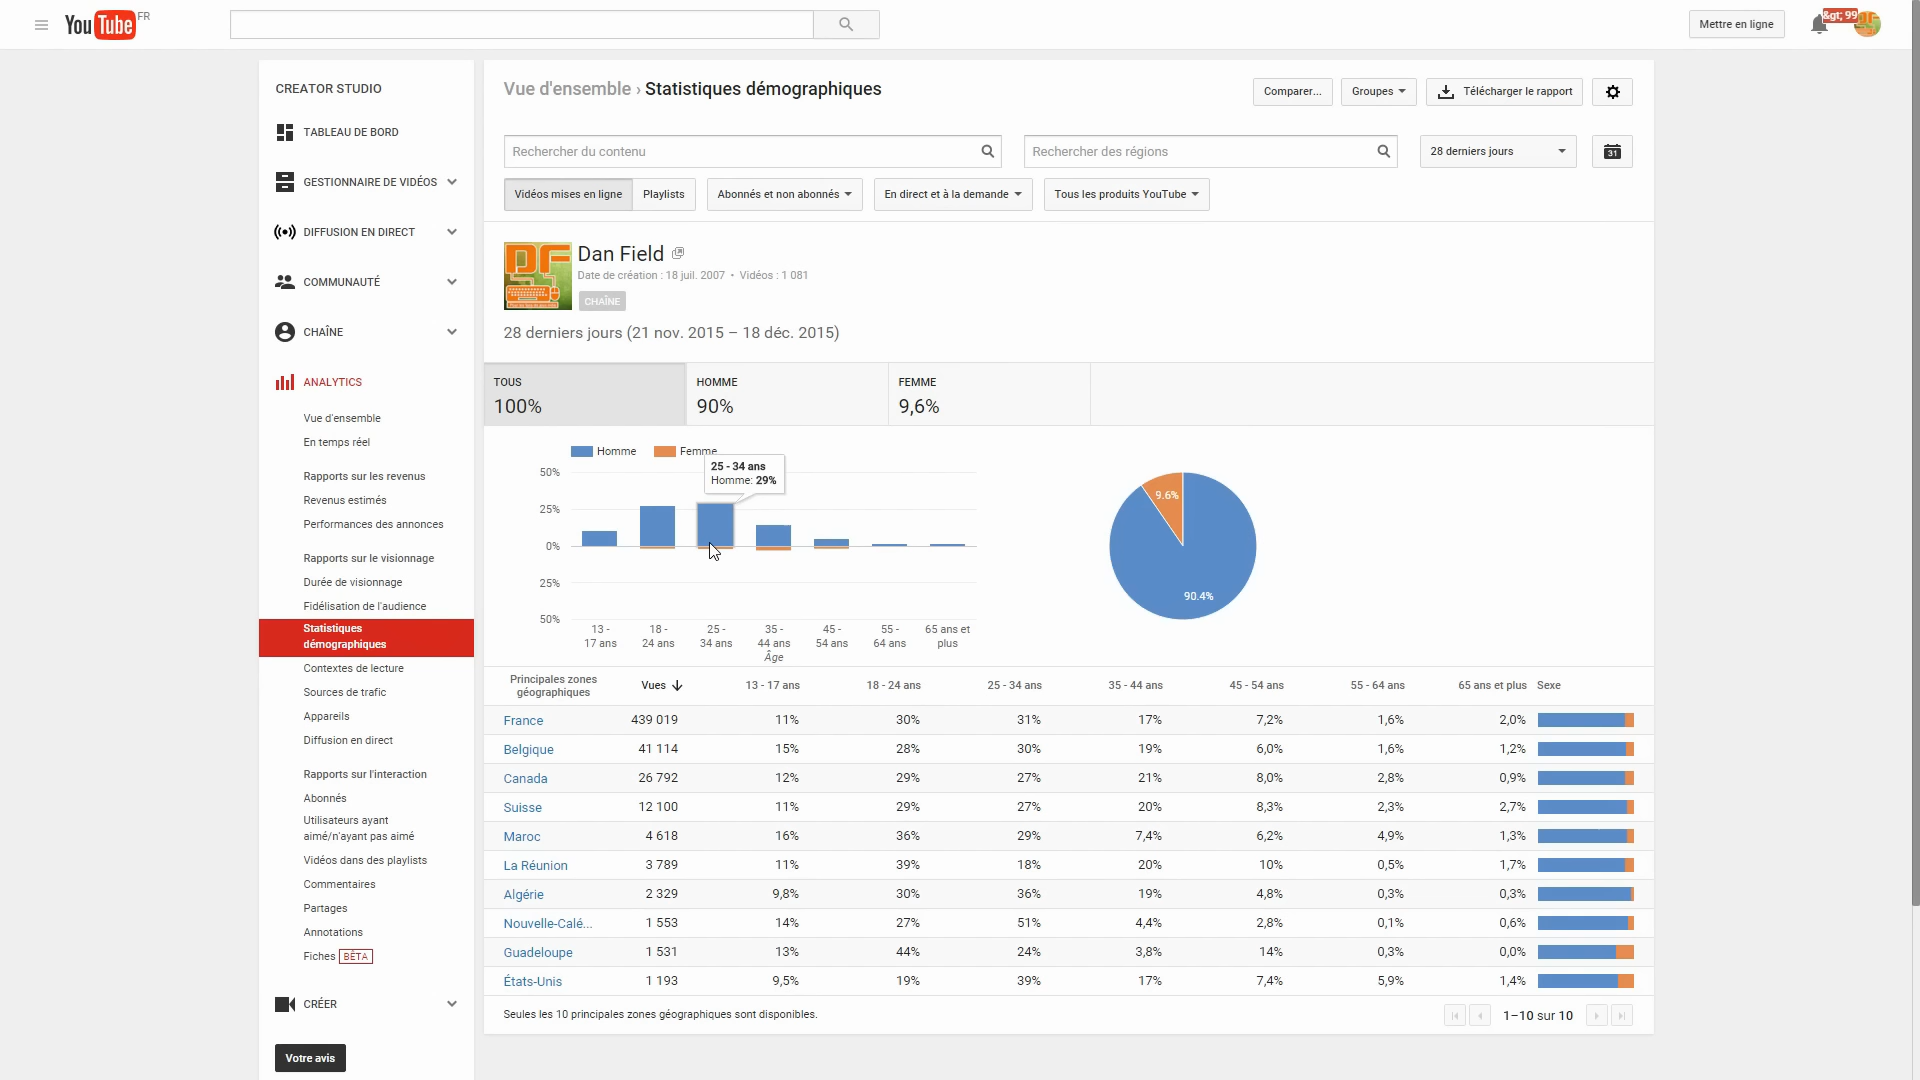 YouTube FR
Mettre en ligne
&gt; 99
CREATOR STUDIO
TABLEAU DE BORD
GESTIONNAIRE DE VIDÉOS
DIFFUSION EN DIRECT
COMMUNAUTÉ
CHAÎNE
ANALYTICS
Vue d'ensemble
En temps réel
Rapports sur les revenus
Revenus estimés
Performances des annonces
Rapports sur le visionnage
Durée de visionnage
Fidélisation de l'audience
Statistiques
démographiques
Contextes de lecture
Sources de trafic
Appareils
Diffusion en direct
Rapports sur l'interaction
Abonnés
Utilisateurs ayant
aimé/n'ayant pas aimé
Vidéos dans des playlists
Commentaires
Partages
Annotations
Fiches BÊTA
CRÉER
Votre avis
Vue d'ensemble › Statistiques démographiques
Comparer... Groupes Télécharger le rapport
Rechercher du contenu Rechercher des régions 28 derniers jours 31
Vidéos mises en ligne Playlists Abonnés et non abonnés En direct et à la demande Tous les produits YouTube
DF
Dan Field
Date de création : 18 juil. 2007 • Vidéos : 1 081
CHAÎNE
28 derniers jours (21 nov. 2015 – 18 déc. 2015)
TOUS HOMME FEMME
100% 90% 9,6%
Homme Femme
25 - 34 ans
Homme: 29%
50%
25%
0%
25%
50%
13 - 18 - 25 - 35 - 45 - 55 - 65 ans et
17 ans 24 ans 34 ans 44 ans 54 ans 64 ans plus
Âge
9.6%
90.4%
Principales zones
géographiques Vues 13 - 17 ans 18 - 24 ans 25 - 34 ans 35 - 44 ans 45 - 54 ans 55 - 64 ans 65 ans et plus Sexe
France 439 019 11% 30% 31% 17% 7,2% 1,6% 2,0%
Belgique 41 114 15% 28% 30% 19% 6,0% 1,6% 1,2%
Canada 26 792 12% 29% 27% 21% 8,0% 2,8% 0,9%
Suisse 12 100 11% 29% 27% 20% 8,3% 2,3% 2,7%
Maroc 4 618 16% 36% 29% 7,4% 6,2% 4,9% 1,3%
La Réunion 3 789 11% 39% 18% 20% 10% 0,5% 1,7%
Algérie 2 329 9,8% 30% 36% 19% 4,8% 0,3% 0,3%
Nouvelle-Calé... 1 553 14% 27% 51% 4,4% 2,8% 0,1% 0,6%
Guadeloupe 1 531 13% 44% 24% 3,8% 14% 0,3% 0,0%
États-Unis 1 193 9,5% 19% 39% 17% 7,4% 5,9% 1,4%
Seules les 10 principales zones géographiques sont disponibles.
1–10 sur 10